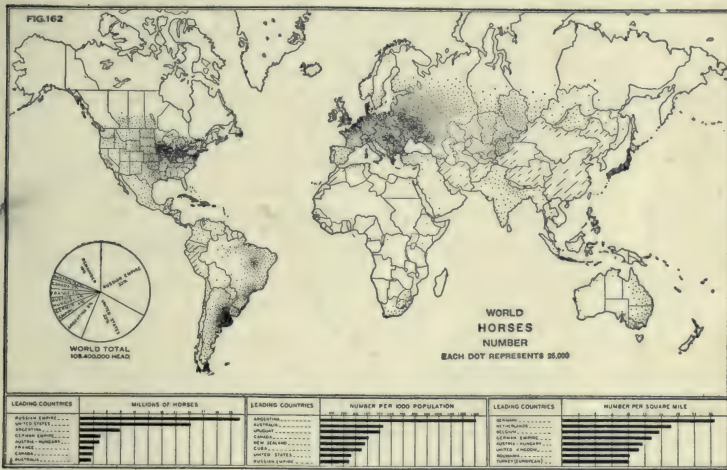 FIG.162
RUSSIAN EMPIRE
WORLD TOTAL
108,400,000 HEAD
WORLD
HORSES
NUMBER
EACH DOT REPRESENTS 25,000
LEADING COUNTRIES
MILLIONS OF HORSES
RUSSIAN EMPIRE
UNITED STATES
ARGENTINA
GERMAN EMPIRE
AUSTRIA-HUNGARY
FRANCE
CANADA
AUSTRALIA
LEADING COUNTRIES
NUMBER PER 1000 POPULATION
ARGENTINA
AUSTRALIA
URUGUAY
CANADA
NEW ZEALAND
CUBA
UNITED STATES
RUSSIAN EMPIRE
LEADING COUNTRIES
NUMBER PER SQUARE MILE
DENMARK
NETHERLANDS
BELGIUM
GERMAN EMPIRE
AUSTRIA HUNGARY
UNITED KINGDOM
ROUMANIA
TURKEY (EUROPEAN)